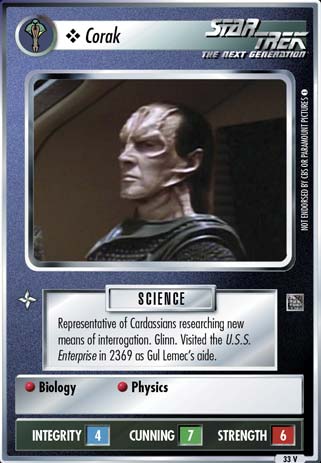 ❖ Corak
STAR TREK
THE NEXT GENERATION
NOT ENDORSED BY CBS OR PARAMOUNT PICTURES
SCIENCE
Representative of Cardassians researching new
means of interrogation. Glinn. Visited the U.S.S.
Enterprise in 2369 as Gul Lemec's aide.
Biology Physics
INTEGRITY 4 CUNNING 7 STRENGTH 6
33 V